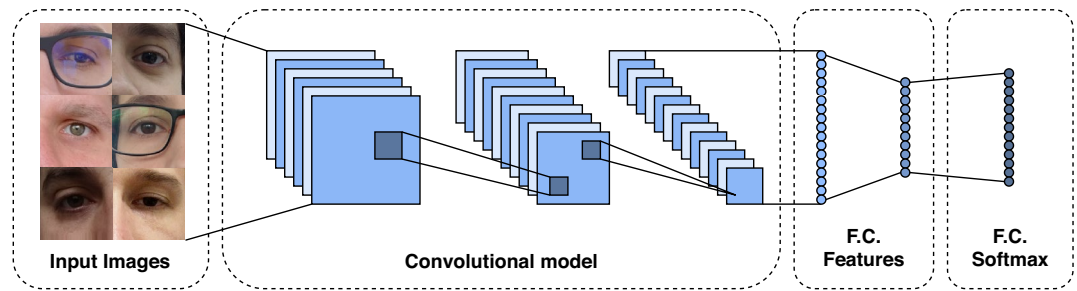 Input Images
Convolutional model
F.C.
Features
F.C.
Softmax